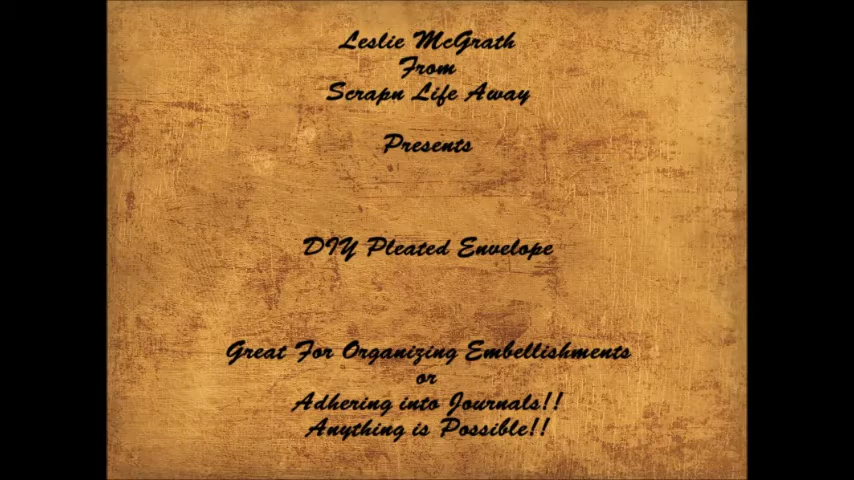 Leslie McGrath
From
Scrapn Life Away
Presents
DIY Pleated Envelope
Great For Organizing Embellishments
or
Adhering into Journals!!
Anything is Possible!!